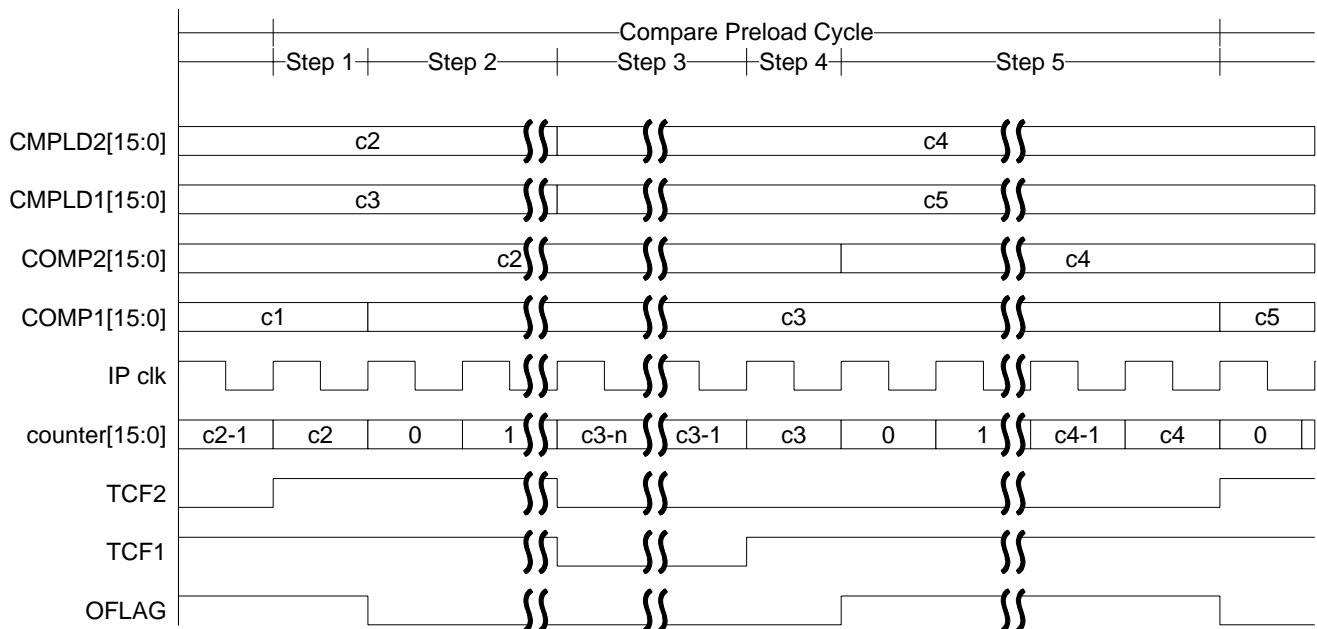 Compare Preload Cycle
Step 1 Step 2 Step 3 Step 4 Step 5
CMPLD2[15:0] c2 c4
CMPLD1[15:0] c3 c5
COMP2[15:0] c2 c4
COMP1[15:0] c1 c3 c5
IP clk
counter[15:0] c2-1 c2 0 1 c3-n c3-1 c3 0 1 c4-1 c4 0
TCF2
TCF1
OFLAG